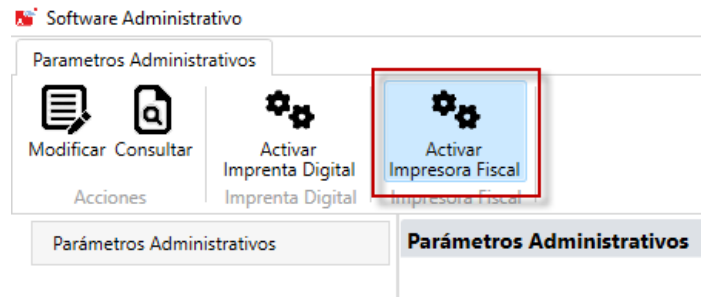 Software Administrativo
Parametros Administrativos
Modificar Consultar
Activar
Imprenta Digital
Activar
Impresora Fiscal
Acciones
Imprenta Digital
Impresora Fiscal
Parámetros Administrativos
Parámetros Administrativos